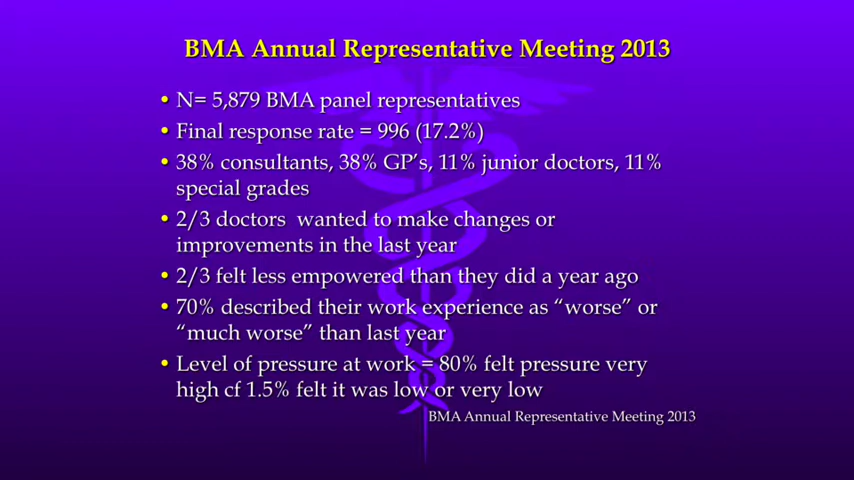 BMA Annual Representative Meeting 2013
• N= 5,879 BMA panel representatives
• Final response rate = 996 (17.2%)
• 38% consultants, 38% GP’s, 11% junior doctors, 11%
special grades
• 2/3 doctors wanted to make changes or
improvements in the last year
• 2/3 felt less empowered than they did a year ago
• 70% described their work experience as “worse” or
“much worse” than last year
• Level of pressure at work = 80% felt pressure very
high cf 1.5% felt it was low or very low
BMA Annual Representative Meeting 2013